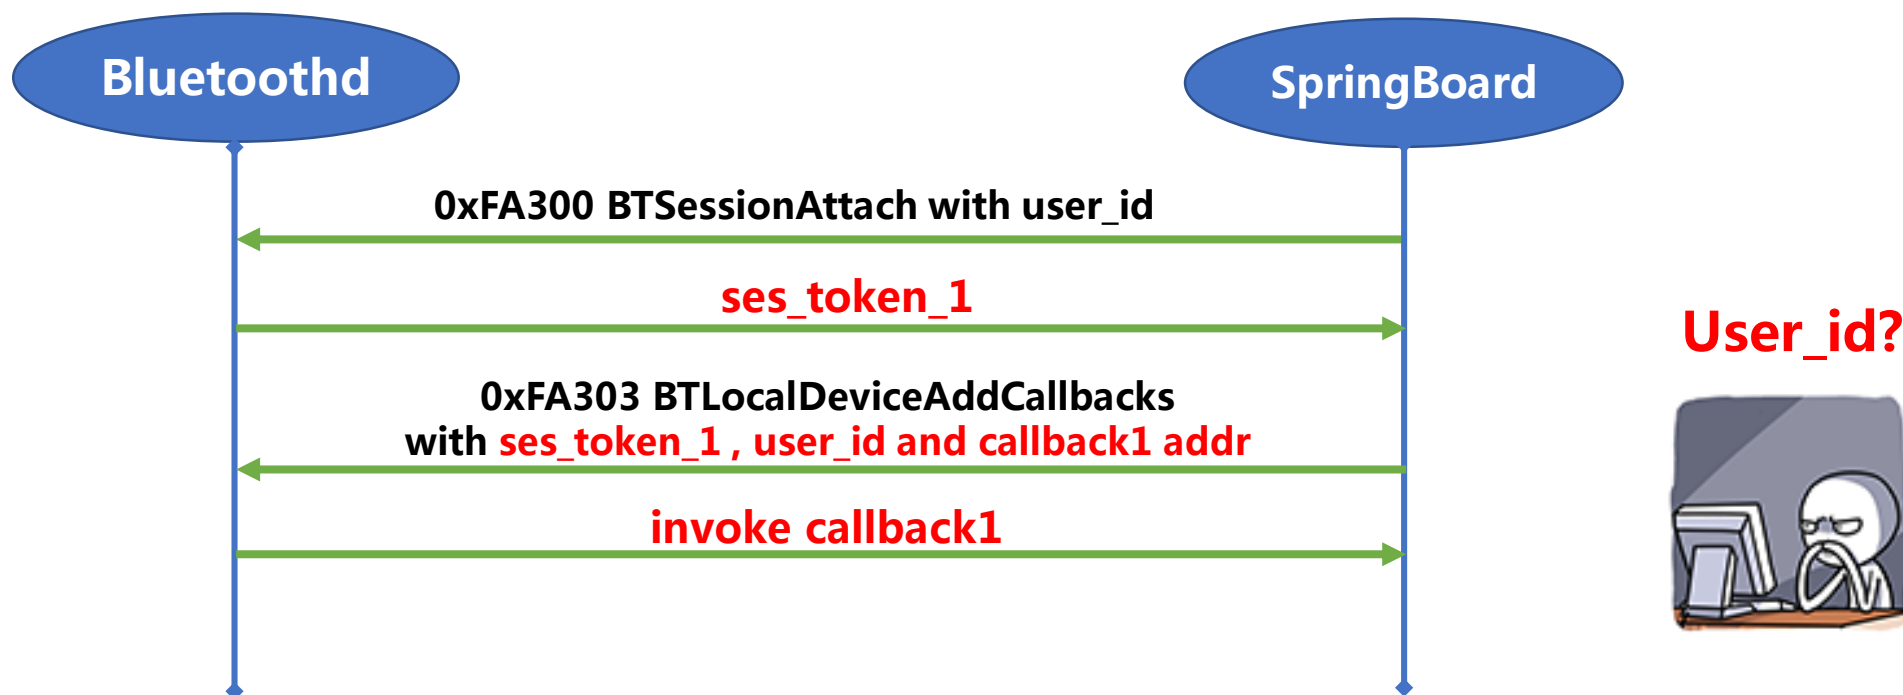 Bluetoothd
SpringBoard
0xFA300 BTSessionAttach with user_id
ses_token_1
User_id?
0xFA303 BTLocalDeviceAddCallbacks
with ses_token_1 , user_id and callback1 addr
invoke callback1